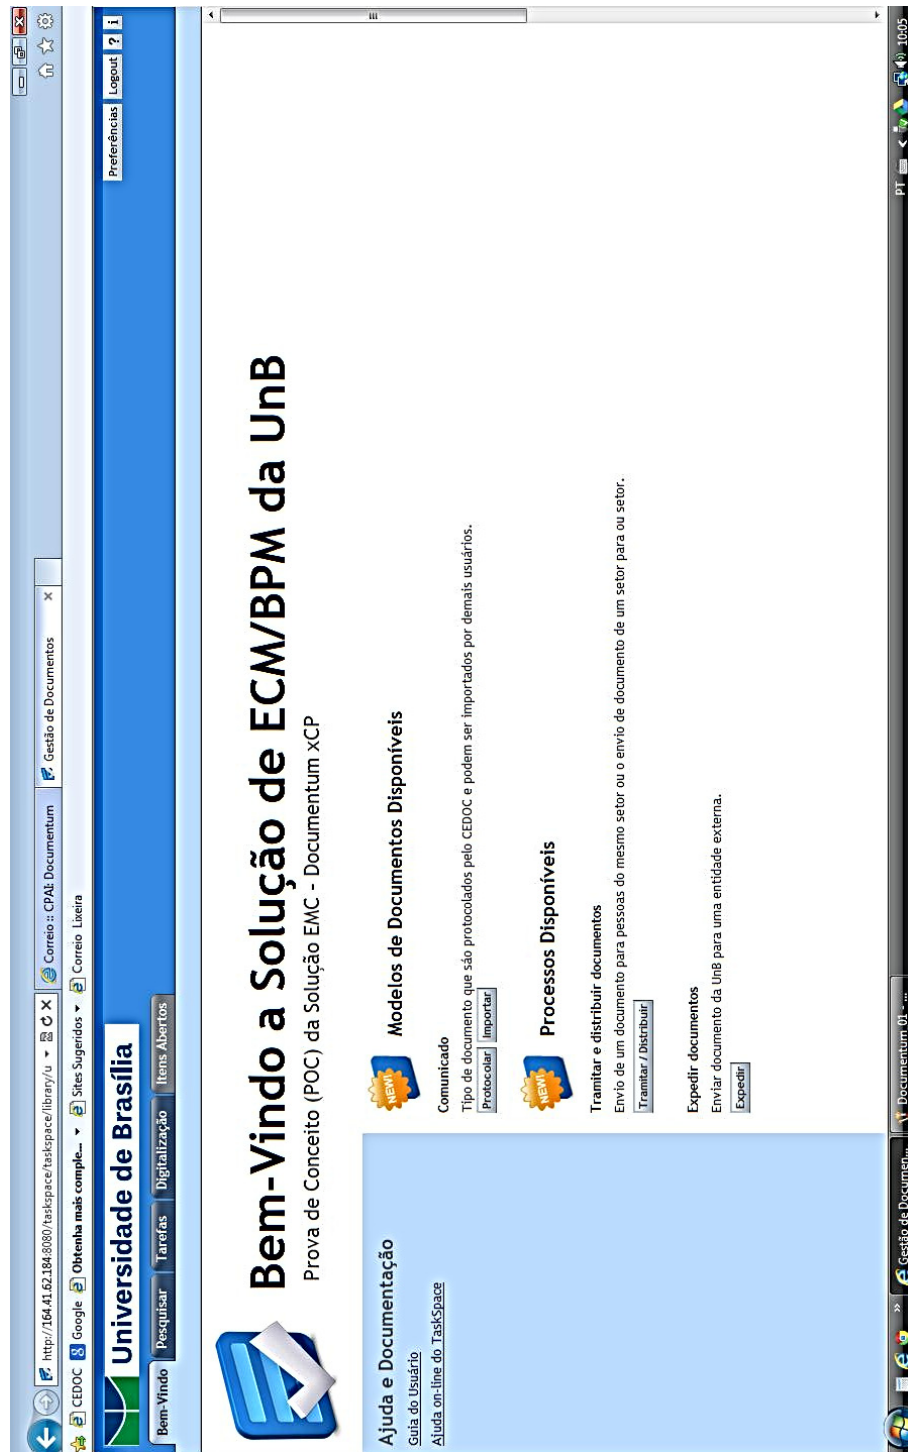 http://164.41.62.184:8080/taskspace/taskspace/library/u
Correio :: CPAI: Documentum
Gestão de Documentos
CEDOC
Google
Obtenha mais comple...
Sites Sugeridos
Correio
Lixeira
Universidade de Brasília
Preferências
Logout
?
i
Bem-Vindo
Pesquisar
Tarefas
Digitalização
Itens Abertos
Bem-Vindo a Solução de ECM/BPM da UnB
Prova de Conceito (POC) da Solução EMC - Documentum xCP
Ajuda e Documentação
Guia do Usuário
Ajuda on-line do TaskSpace
NEW!
Modelos de Documentos Disponíveis
Comunicado
Tipo de documento que são protocolados pelo CEDOC e podem ser importados por demais usuários.
Protocolar
Importar
NEW!
Processos Disponíveis
Tramitar e distribuir documentos
Envio de um documento para pessoas do mesmo setor ou o envio de documento de um setor para ou setor.
Tramitar / Distribuir
Expedir documentos
Enviar documento da UnB para uma entidade externa.
Expedir
»
Gestão de Documen...
Documentum 01 - ...
PT
10:05